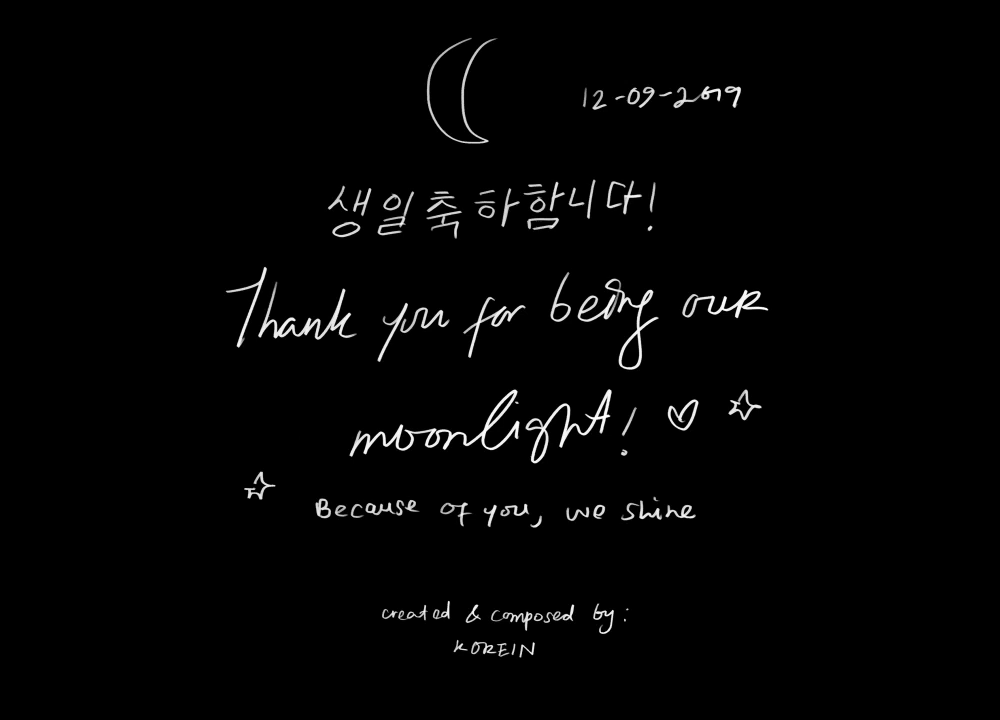 12-09-2019
생일축하함니다!
Thank you for being our
moonlight!
Because of you, we shine
created & composed by:
KOREIN